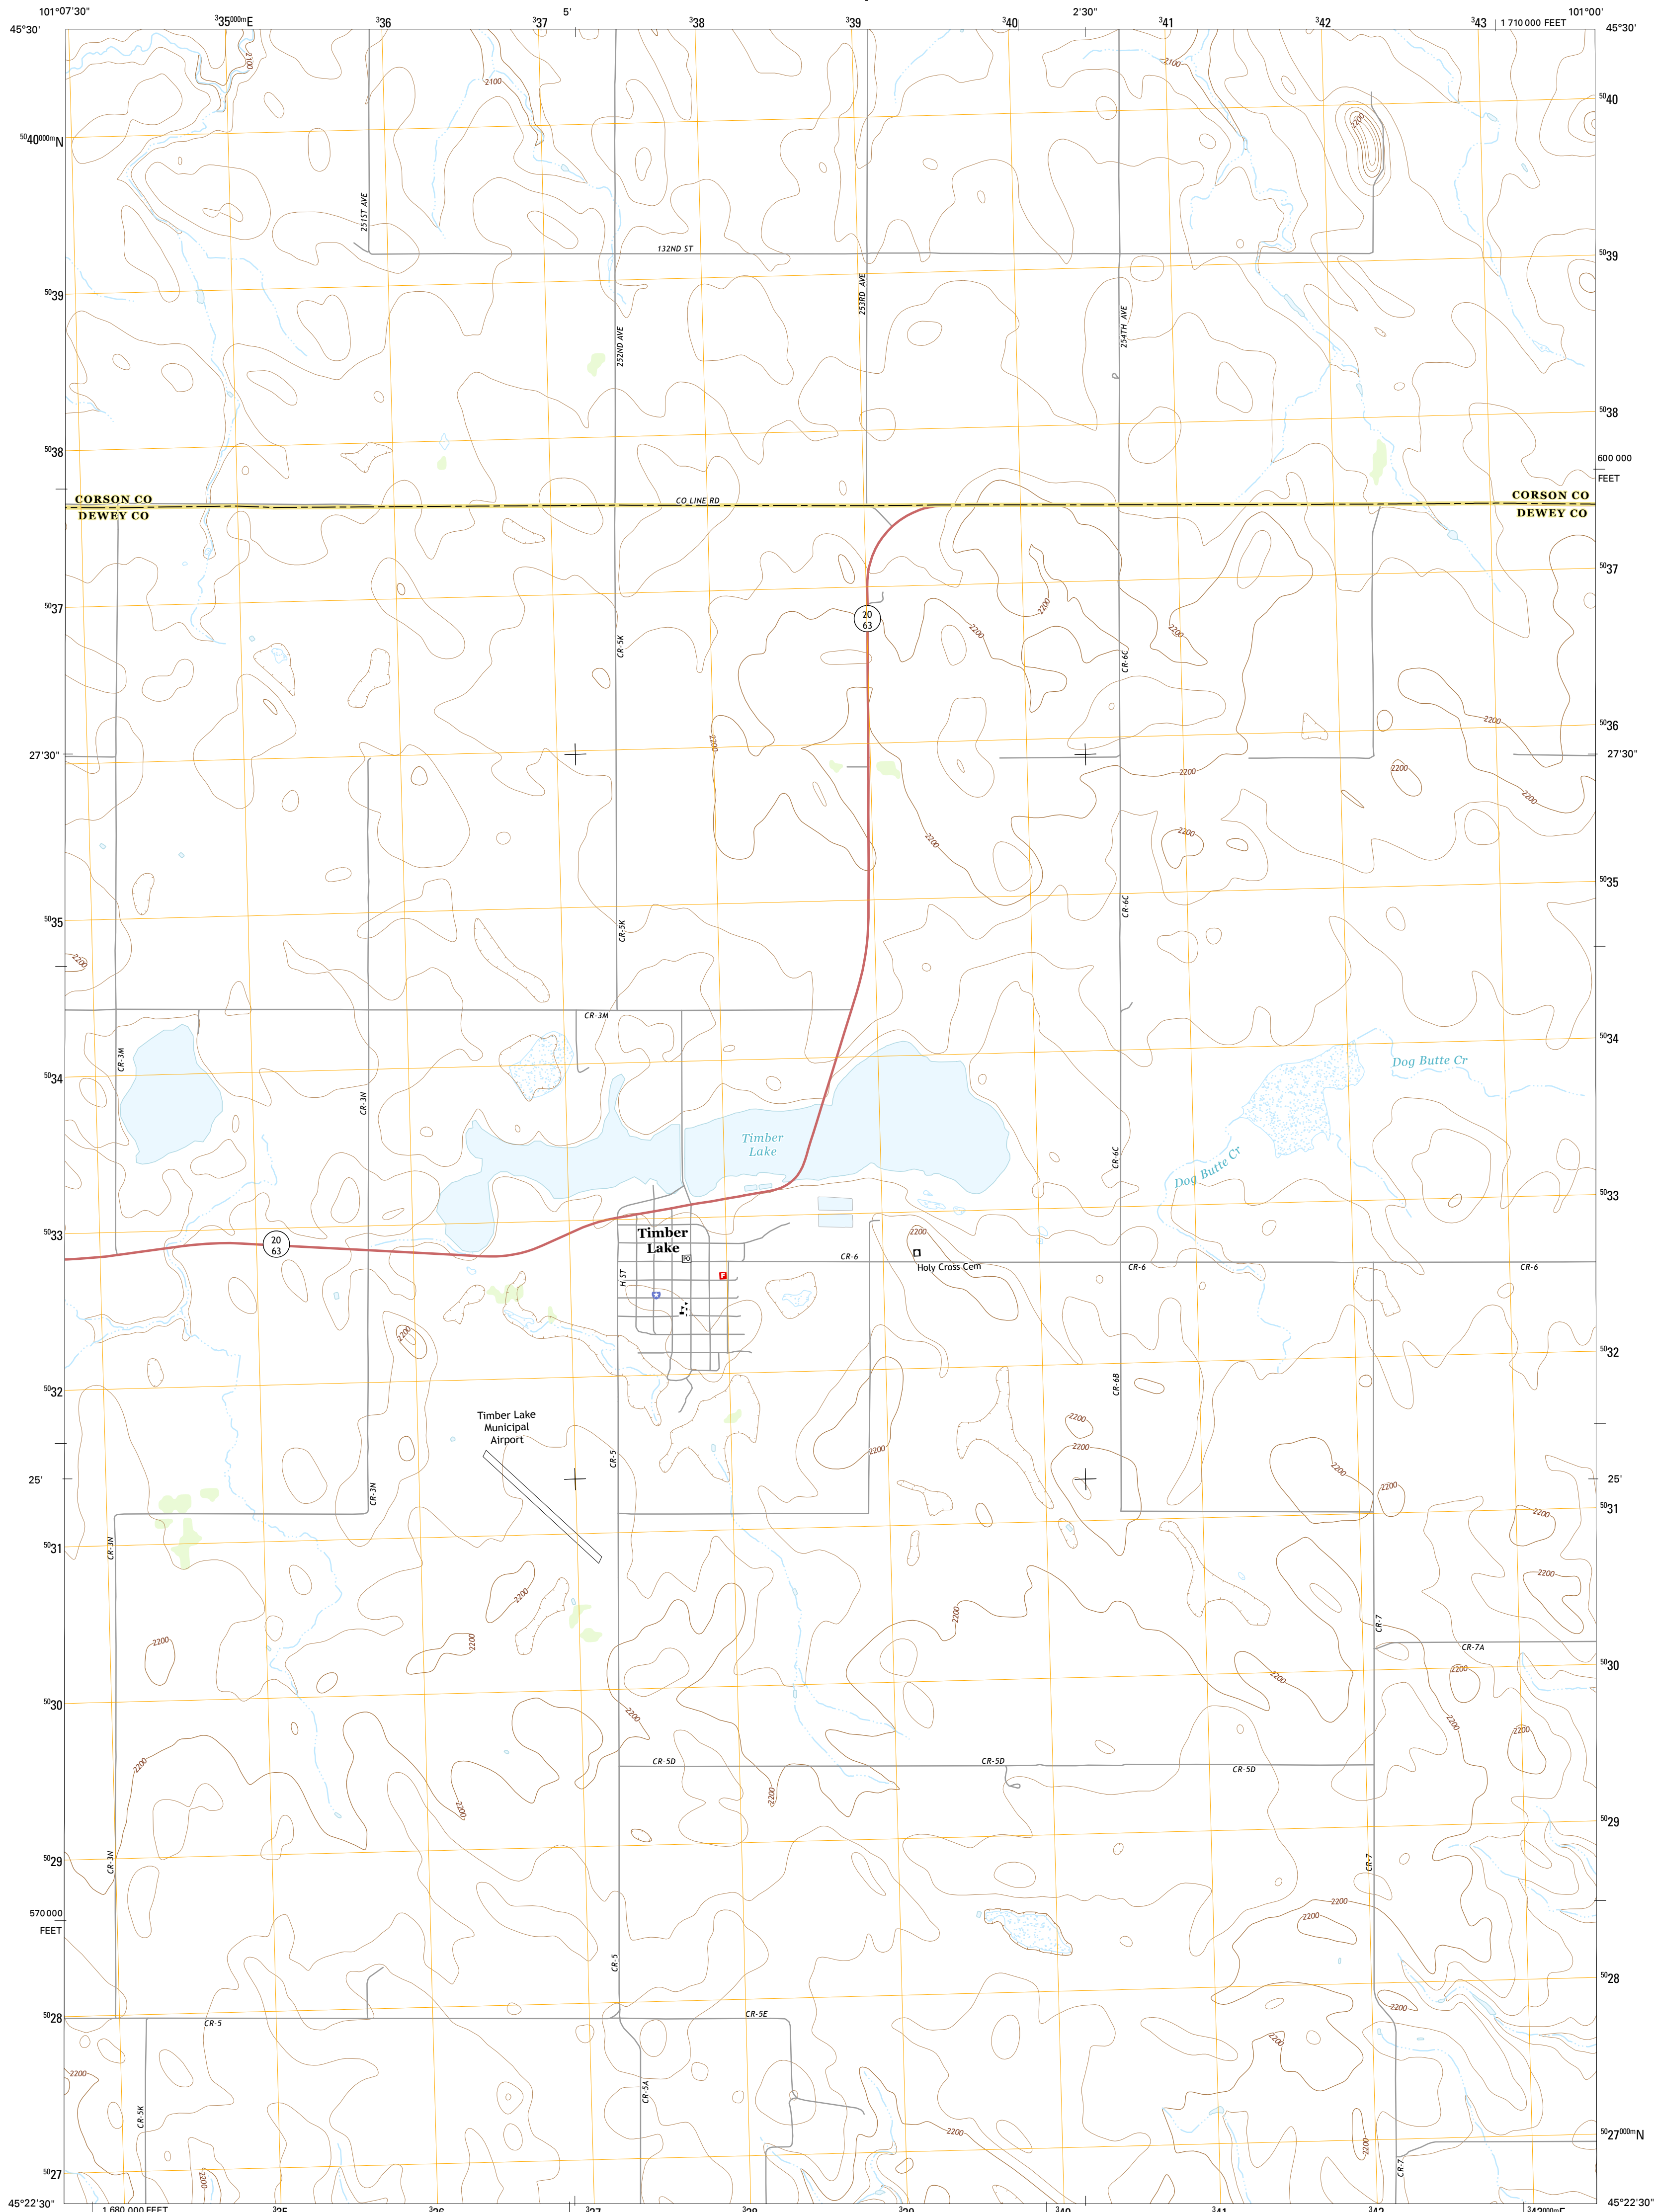 101°07'30"
³35⁰⁰⁰ᵐE
³36
³37
5'
³38
³39
³40
2'30"
³41
³42
³43
1 710 000 FEET
101°00'
45°30'
45°30'
2100
2100
2100
2200
⁵⁰40
⁵⁰40⁰⁰⁰ᵐN
251ST AVE
132ND ST
253RD AVE
⁵⁰39
⁵⁰39
252ND AVE
254TH AVE
⁵⁰38
⁵⁰38
600 000
FEET
CORSON CO
DEWEY CO
CO LINE RD
CORSON CO
DEWEY CO
⁵⁰37
⁵⁰37
20
63
2200
2200
2200
CR-5K
CR-6C
2200
2200
⁵⁰36
27'30"
27'30"
2200
2200
2200
2200
2200
⁵⁰35
⁵⁰35
CR-5K
CR-6C
2200
CR-3M
⁵⁰34
⁵⁰34
CR-3M
CR-3N
Dog Butte Cr
Timber
Lake
CR-6C
Dog Butte Cr
⁵⁰33
⁵⁰33
20
63
Timber
Lake
PO
2200
CR-6
Holy Cross Cem
CR-6
CR-6
F
H ST
2200
⁵⁰32
⁵⁰32
CR-6B
Timber Lake
Municipal
Airport
2200
2200
2200
CR-5
2200
25'
25'
2200
CR-3N
⁵⁰31
2200
⁵⁰31
CR-3N
2200
2200
2200
CR-7
2200
2200
CR-7A
2200
2200
⁵⁰30
⁵⁰30
2200
2200
2200
2200
CR-5D
CR-5D
CR-5D
2200
2200
⁵⁰29
⁵⁰29
CR-3N
CR-7
2200
2200
570 000
FEET
CR-5
⁵⁰28
⁵⁰28
CR-5
CR-5E
2200
2200
2200
CR-5A
CR-5K
2200
2200
⁵⁰27⁰⁰⁰ᵐN
⁵⁰27
2200
CR-7
45°22'30"
1 680 000 FEET
45°22'30"